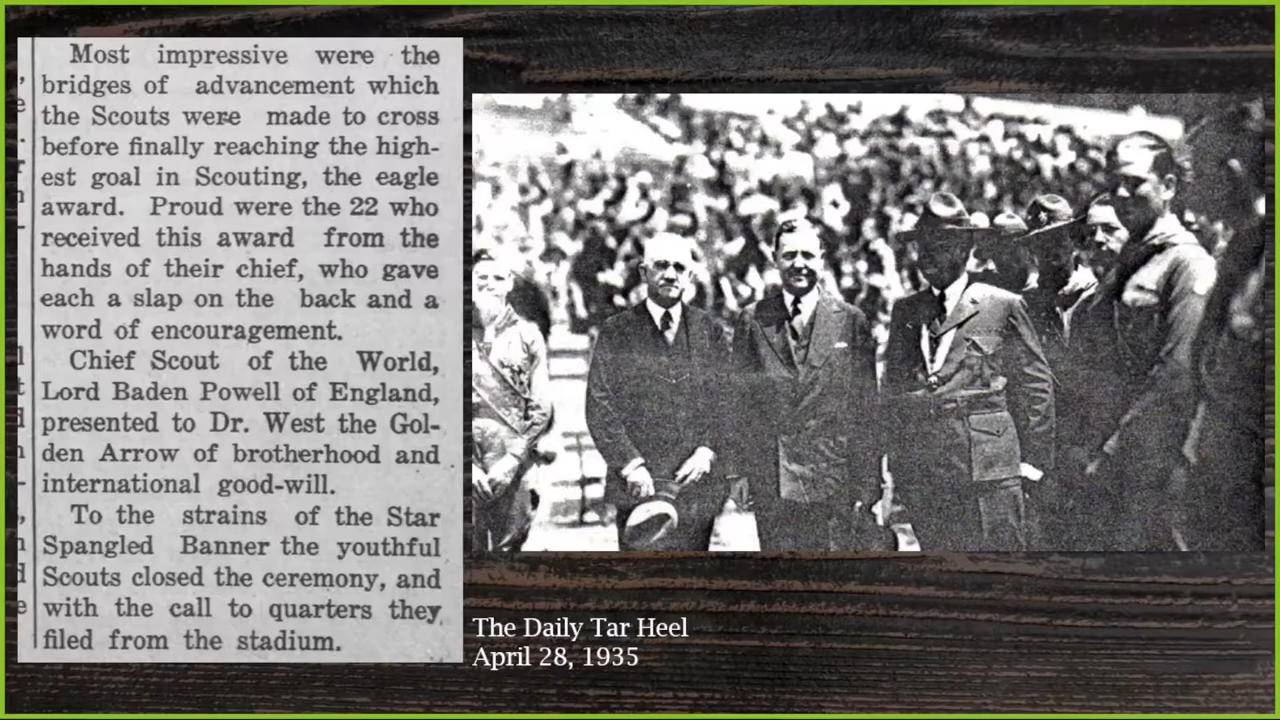 Most impressive were the
bridges of advancement which
the Scouts were made to cross
before finally reaching the high-
est goal in Scouting, the eagle
award. Proud were the 22 who
received this award from the
hands of their chief, who gave
each a slap on the back and a
word of encouragement.
Chief Scout of the World,
Lord Baden Powell of England,
presented to Dr. West the Gol-
den Arrow of brotherhood and
international good-will.
To the strains of the Star
Spangled Banner the youthful
Scouts closed the ceremony, and
with the call to quarters they
filed from the stadium.
The Daily Tar Heel
April 28, 1935